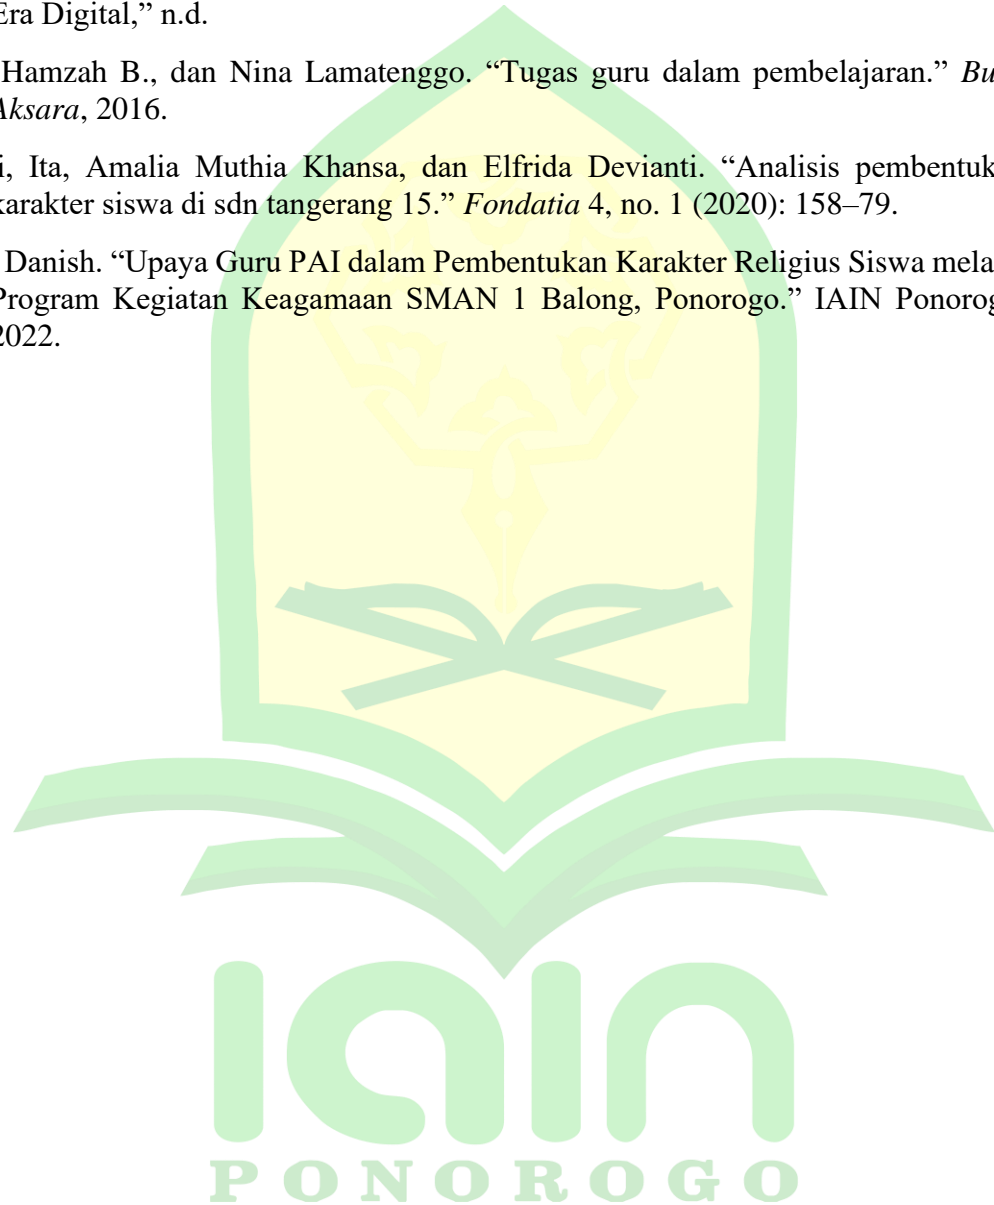 Era Digital,” n.d.
Hamzah B., dan Nina Lamatenggo. “Tugas guru dalam pembelajaran.” Bu
Aksara, 2016.
i, Ita, Amalia Muthia Khansa, dan Elfrida Devianti. “Analisis pembentuk
karakter siswa di sdn tangerang 15.” Fondatia 4, no. 1 (2020): 158–79.
Danish. “Upaya Guru PAI dalam Pembentukan Karakter Religius Siswa mela
Program Kegiatan Keagamaan SMAN 1 Balong, Ponorogo.” IAIN Ponorog
2022.
IAIN
PONOROGO